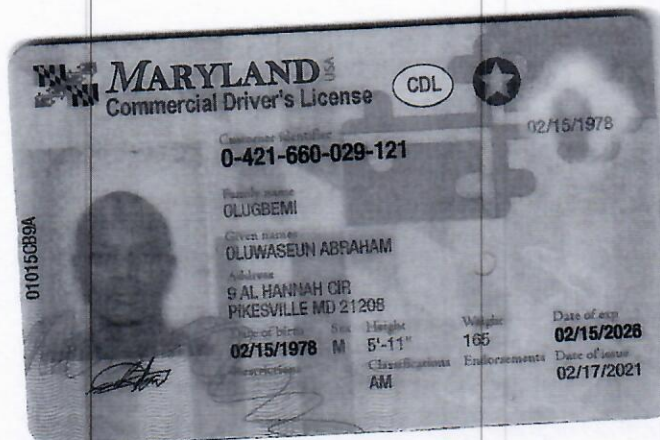 MARYLAND USA
Commercial Driver's License
CDL
Customer Identifier
0-421-660-029-121
02/15/1978
Family name
OLUGBEMI
Given names
OLUWASEUN ABRAHAM
Address
9 AL HANNAH CIR
PIKESVILLE MD 21208
Date of birth Sex Height Weight Date of exp
02/15/1978 M 5'-11" 165 02/15/2026
Restrictions Classifications Endorsements Date of issue
AM 02/17/2021
01015CB9A